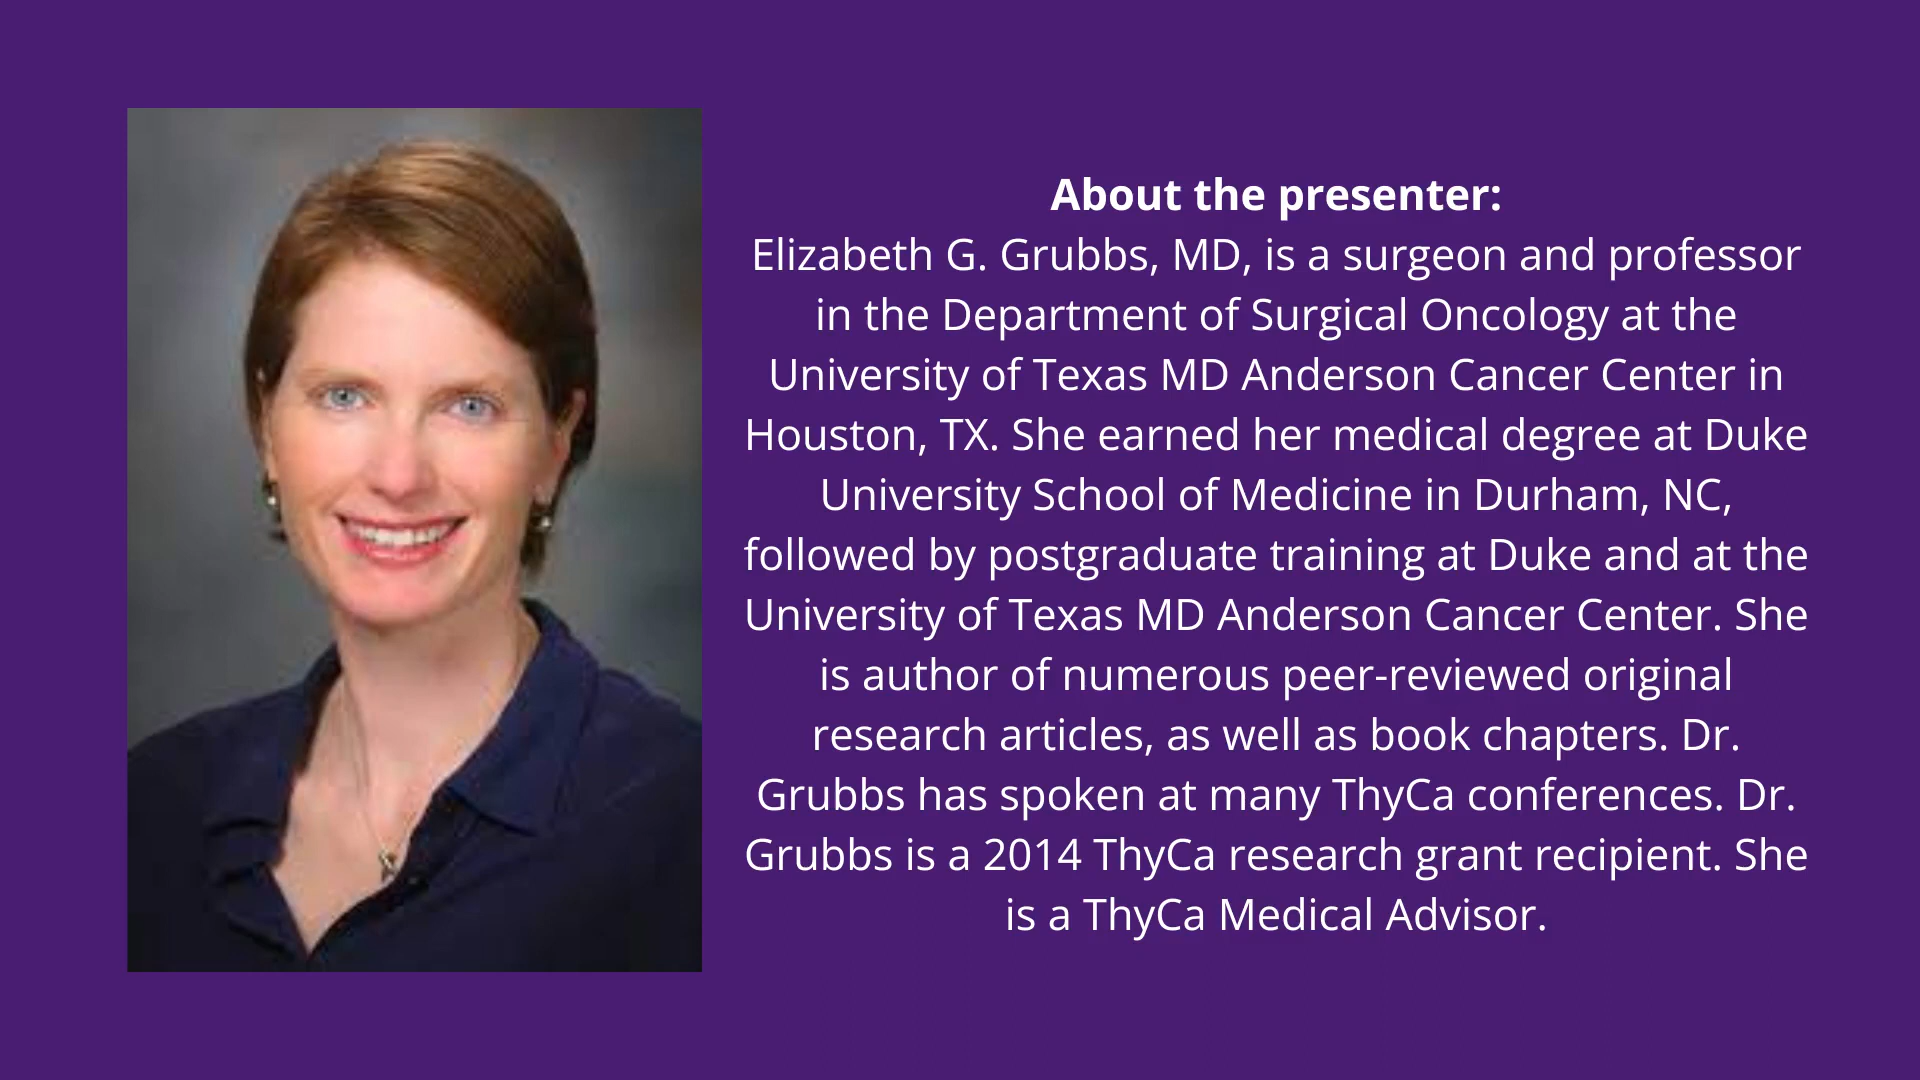 About the presenter:
Elizabeth G. Grubbs, MD, is a surgeon and professor
in the Department of Surgical Oncology at the
University of Texas MD Anderson Cancer Center in
Houston, TX. She earned her medical degree at Duke
University School of Medicine in Durham, NC,
followed by postgraduate training at Duke and at the
University of Texas MD Anderson Cancer Center. She
is author of numerous peer-reviewed original
research articles, as well as book chapters. Dr.
Grubbs has spoken at many ThyCa conferences. Dr.
Grubbs is a 2014 ThyCa research grant recipient. She
is a ThyCa Medical Advisor.